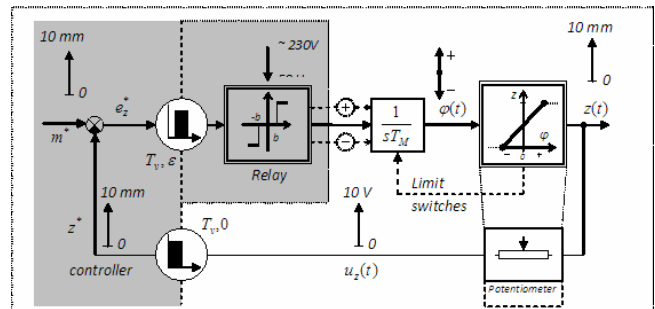 10 mm
0
m*
e_z*
T_v, ε
~ 230V
-b
b
Relay
+
−
1
sT_M
+
−
φ(t)
z
φ
−
0
+
10 mm
0
z(t)
Limit
switches
10 mm
0
z*
controller
T_v,0
10 V
0
u_z(t)
Potentiometer